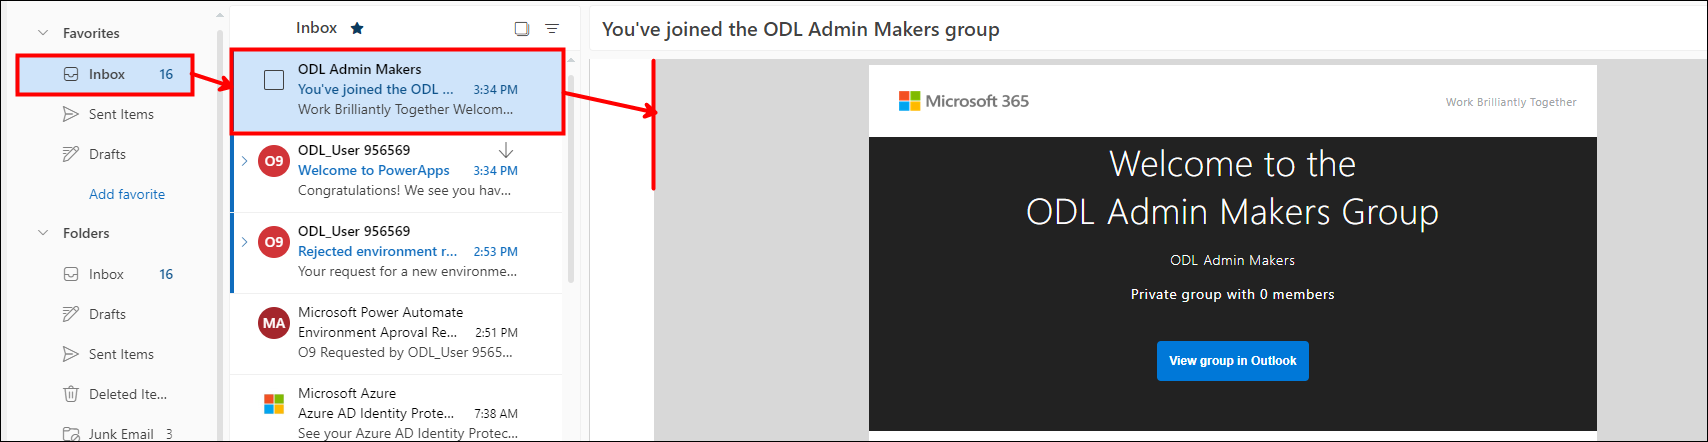 Favorites
Inbox 16
Sent Items
Drafts
Add favorite
Folders
Inbox 16
Drafts
Sent Items
Deleted Ite...
Junk Email 3
Inbox
ODL Admin Makers
You've joined the ODL ... 3:34 PM
Work Brilliantly Together Welcom...
O9
ODL_User 956569
Welcome to PowerApps 3:34 PM
Congratulations! We see you hav...
O9
ODL_User 956569
Rejected environment r... 2:53 PM
Your request for a new environme...
MA
Microsoft Power Automate
Environment Aproval Re... 2:51 PM
O9 Requested by ODL_User 9565...
Microsoft Azure
Azure AD Identity Prote... 7:38 AM
See your Azure AD Identity Protec...
You've joined the ODL Admin Makers group
Microsoft 365
Work Brilliantly Together
Welcome to the
ODL Admin Makers Group
ODL Admin Makers
Private group with 0 members
View group in Outlook